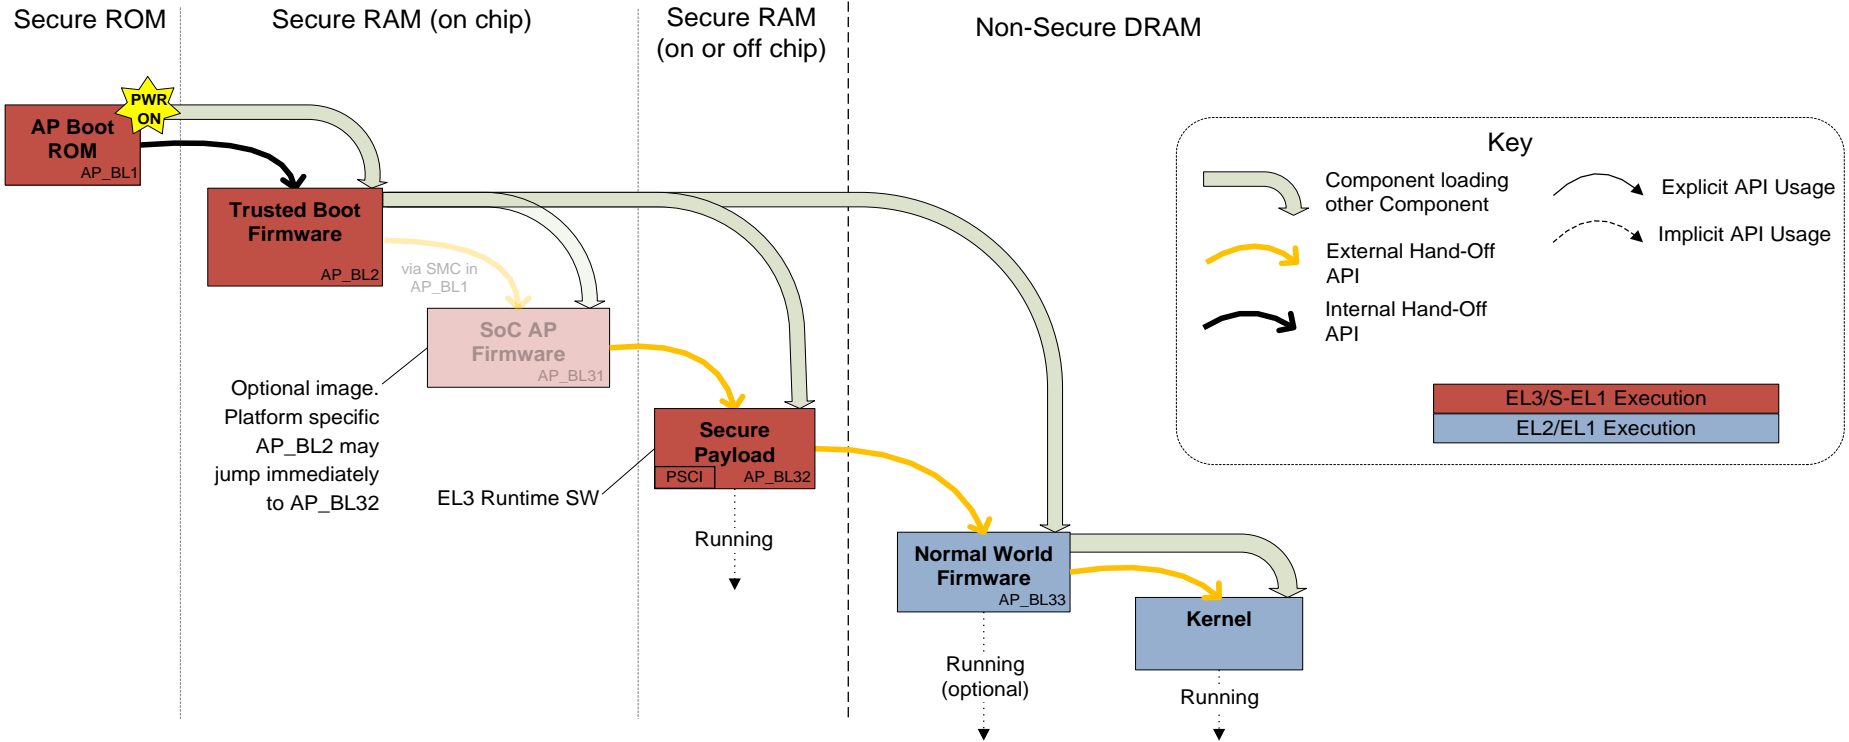 Secure ROM
Secure RAM (on chip)
Secure RAM
(on or off chip)
Non-Secure DRAM
PWR
ON
AP Boot
ROM
AP_BL1
Trusted Boot
Firmware
AP_BL2
via SMC in
AP_BL1
SoC AP
Firmware
AP_BL31
Optional image.
Platform specific
AP_BL2 may
jump immediately
to AP_BL32
EL3 Runtime SW
Secure
Payload
PSCI
AP_BL32
Running
Normal World
Firmware
AP_BL33
Running
(optional)
Kernel
Running
Key
Component loading
other Component
External Hand-Off
API
Internal Hand-Off
API
Explicit API Usage
Implicit API Usage
EL3/S-EL1 Execution
EL2/EL1 Execution